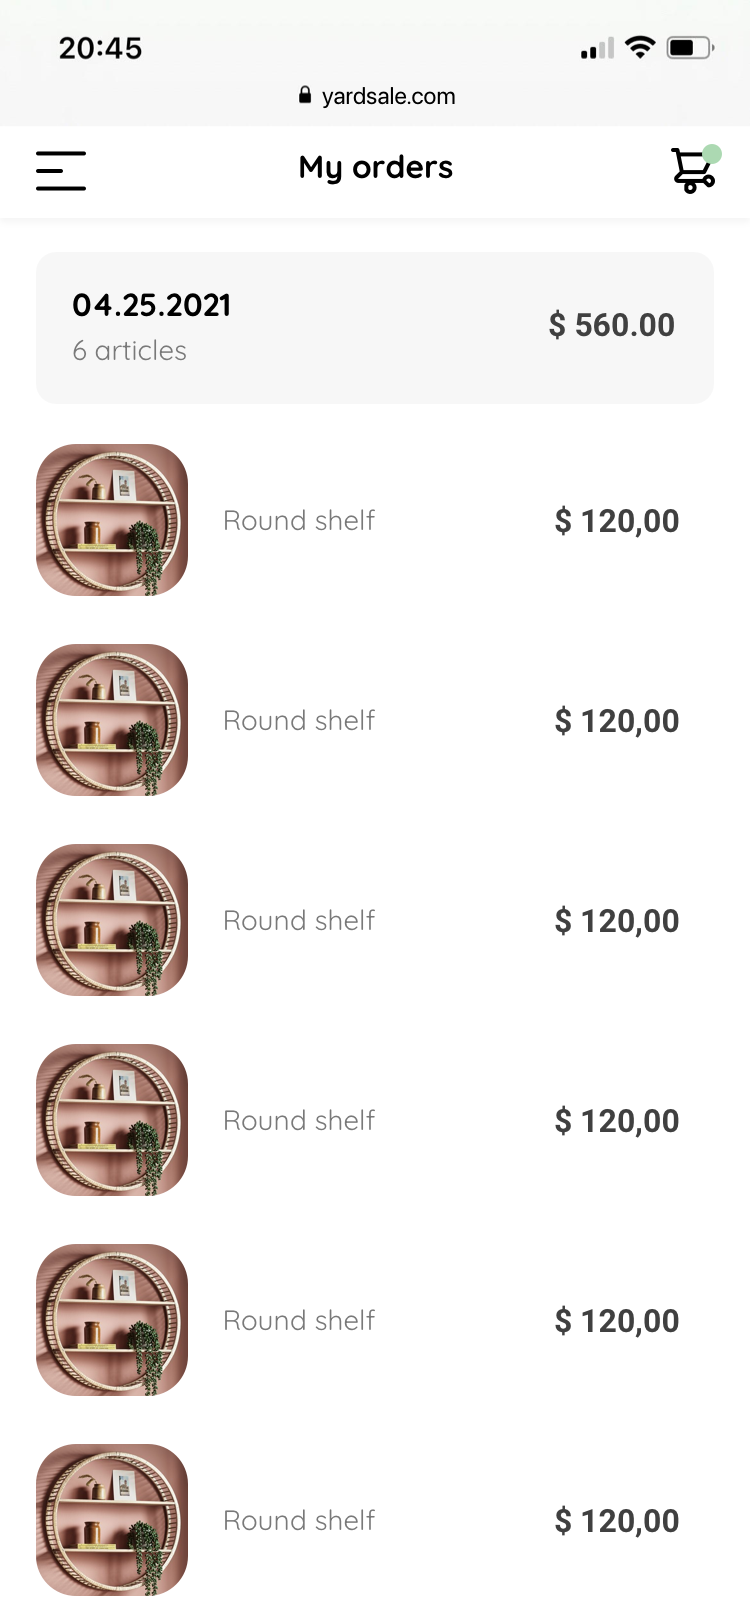 20:45
yardsale.com
My orders
04.25.2021
6 articles
$ 560.00
Round shelf
$ 120,00
Round shelf
$ 120,00
Round shelf
$ 120,00
Round shelf
$ 120,00
Round shelf
$ 120,00
Round shelf
$ 120,00